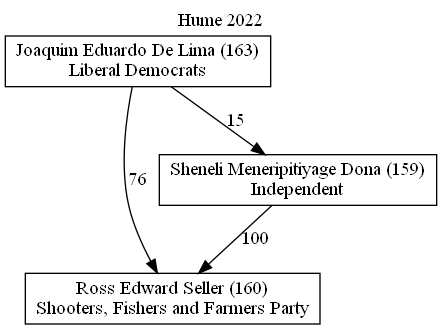 Hume 2022
Joaquim Eduardo De Lima (163)
Liberal Democrats
15
Sheneli Meneripitiyage Dona (159)
Independent
76
100
Ross Edward Seller (160)
Shooters, Fishers and Farmers Party